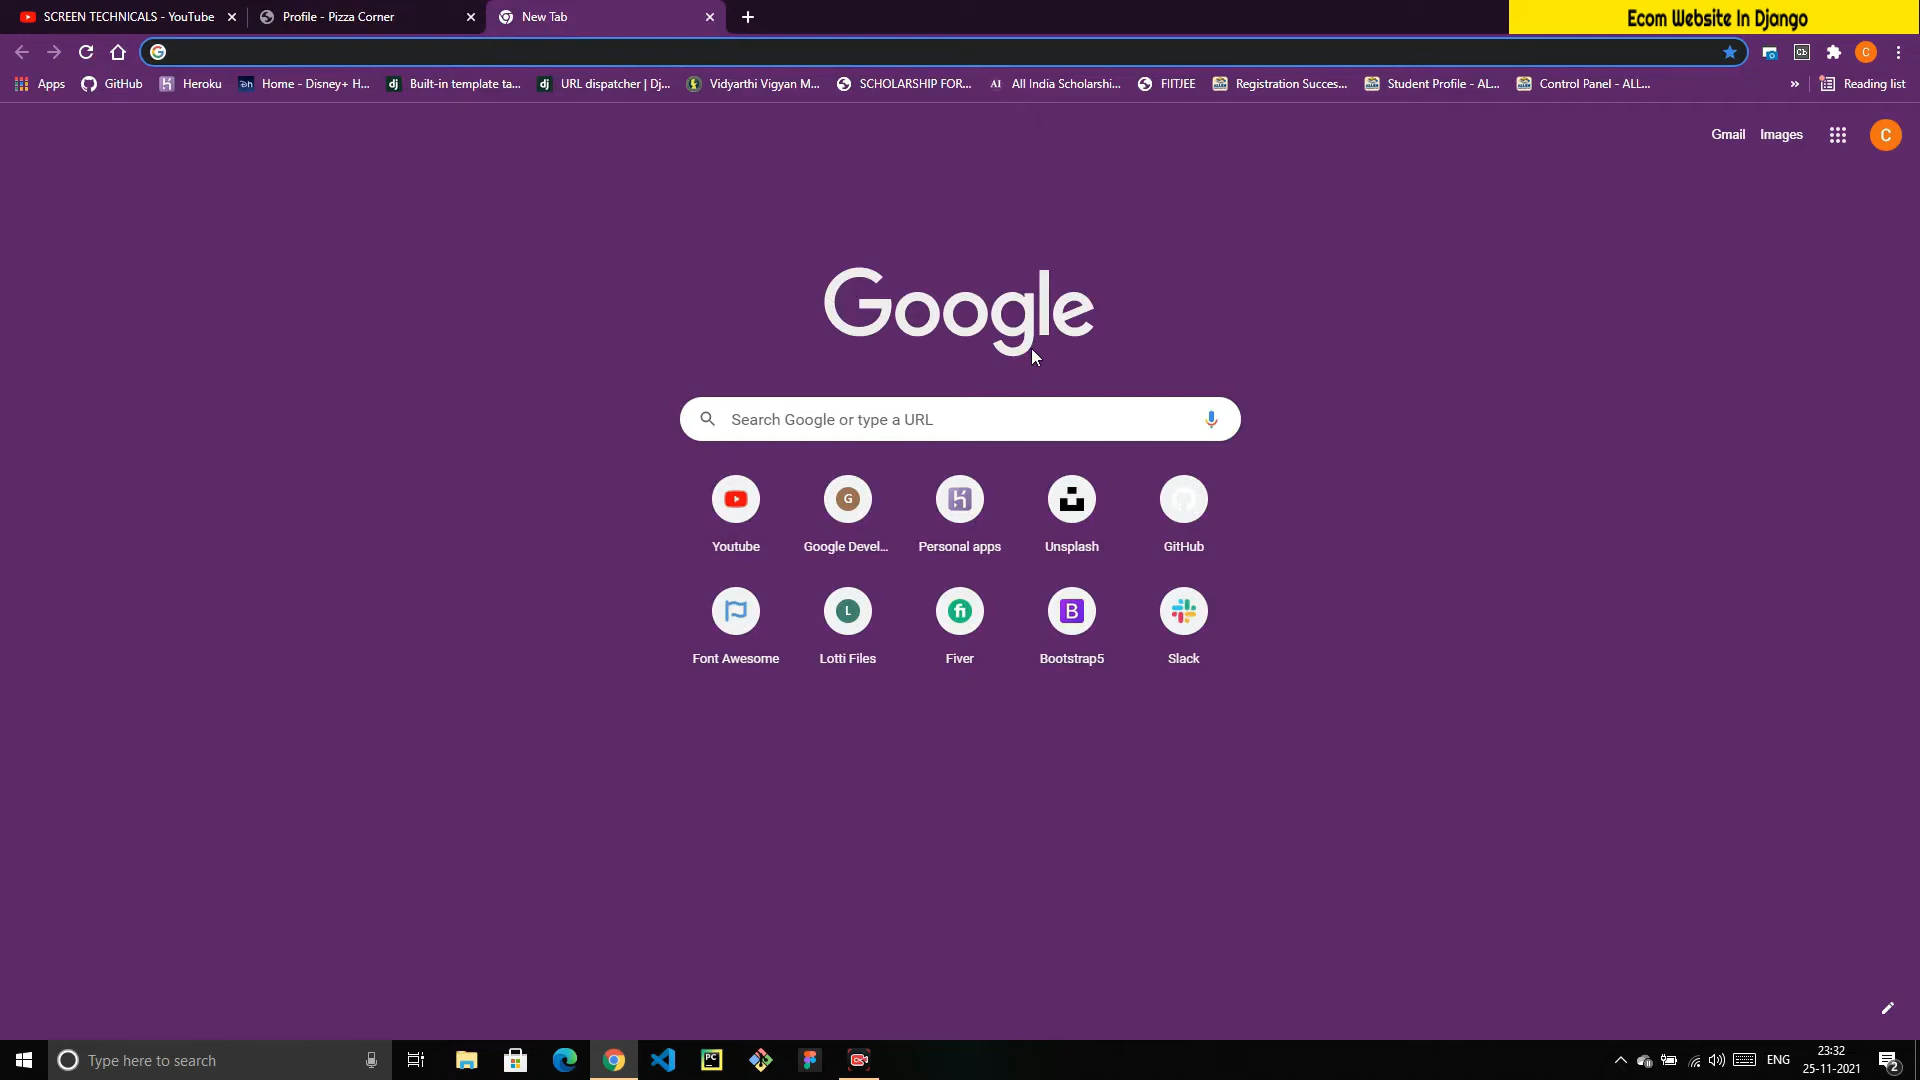 SCREEN TECHNICALS - YouTube
Profile - Pizza Corner
New Tab
Ecom Website In Django
Apps
GitHub
Heroku
Home - Disney+ H...
Built-in template ta...
URL dispatcher | Dj...
Vidyarthi Vigyan M...
SCHOLARSHIP FOR...
All India Scholarshi...
FIITJEE
Registration Succes...
Student Profile - AL...
Control Panel - ALL...
Reading list
Gmail
Images
C
Google
Search Google or type a URL
Youtube
Google Devel...
Personal apps
Unsplash
GitHub
Font Awesome
Lotti Files
Fiver
Bootstrap5
Slack
Type here to search
ENG
23:32
25-11-2021
2